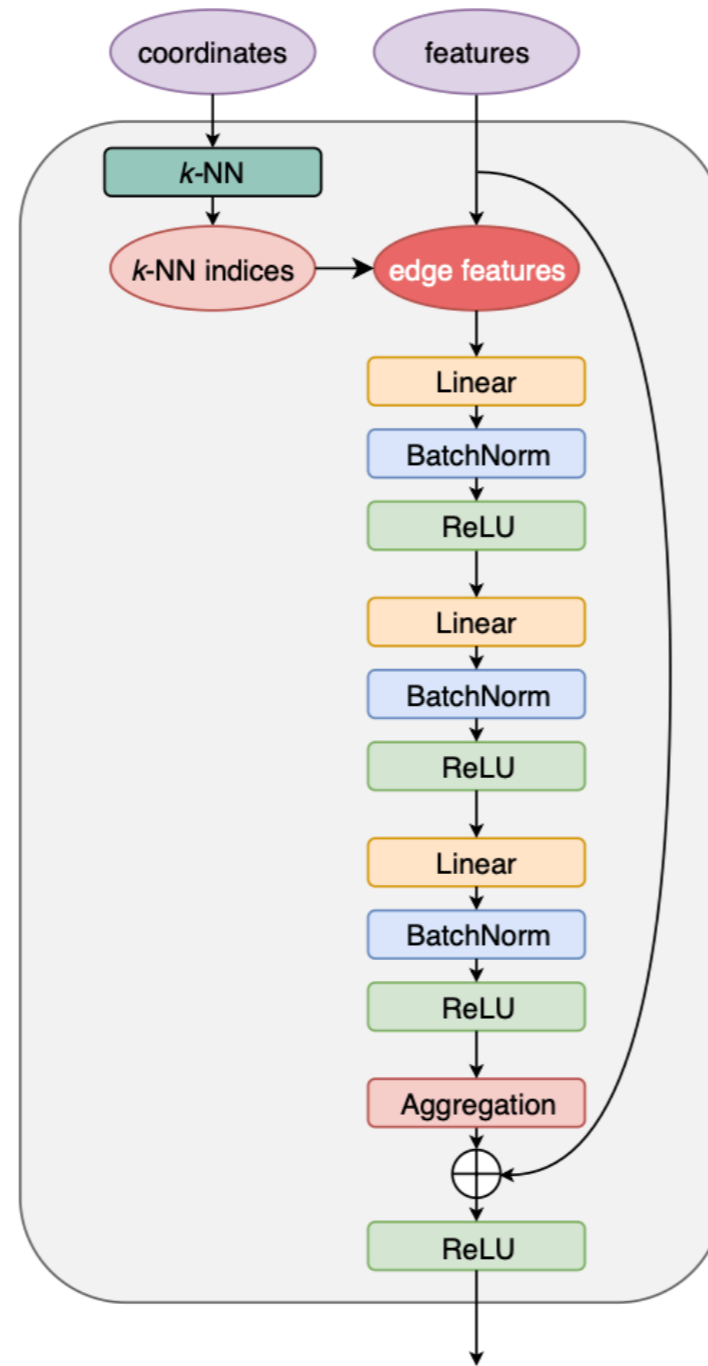 coordinates
features
k-NN
k-NN indices
edge features
Linear
BatchNorm
ReLU
Linear
BatchNorm
ReLU
Linear
BatchNorm
ReLU
Aggregation
ReLU